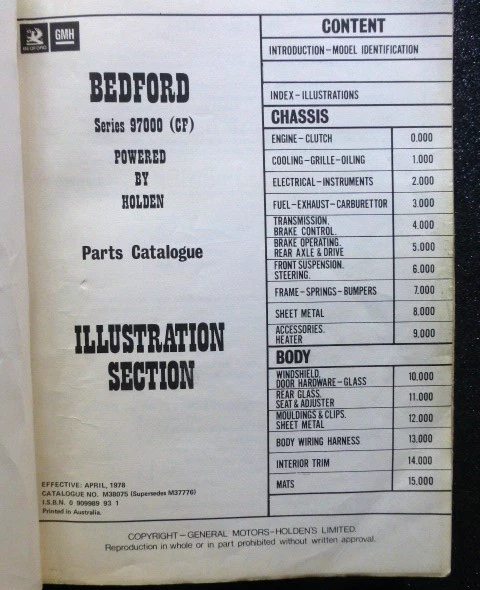 BEDFORD
GMH
BEDFORD
Series 97000 (CF)
POWERED
BY
HOLDEN
Parts Catalogue
ILLUSTRATION
SECTION
EFFECTIVE: APRIL, 1978
CATALOGUE NO. M38075 (Supersedes M37776)
I.S.B.N. 0 909989 93 1
Printed in Australia.
CONTENT
INTRODUCTION-MODEL IDENTIFICATION
INDEX-ILLUSTRATIONS
CHASSIS
ENGINE-CLUTCH 0.000
COOLING-GRILLE-OILING 1.000
ELECTRICAL-INSTRUMENTS 2.000
FUEL-EXHAUST-CARBURETTOR 3.000
TRANSMISSION.
BRAKE CONTROL. 4.000
BRAKE OPERATING.
REAR AXLE & DRIVE 5.000
FRONT SUSPENSION.
STEERING. 6.000
FRAME-SPRINGS-BUMPERS 7.000
SHEET METAL 8.000
ACCESSORIES.
HEATER 9,000
BODY
WINDSHIELD.
DOOR HARDWARE-GLASS 10.000
REAR GLASS.
SEAT & ADJUSTER 11.000
MOULDINGS & CLIPS.
SHEET METAL 12.000
BODY WIRING HARNESS 13.000
INTERIOR TRIM 14.000
MATS 15.000
COPYRIGHT-GENERAL MOTORS-HOLDEN'S LIMITED.
Reproduction in whole or in part prohibited without written approval.